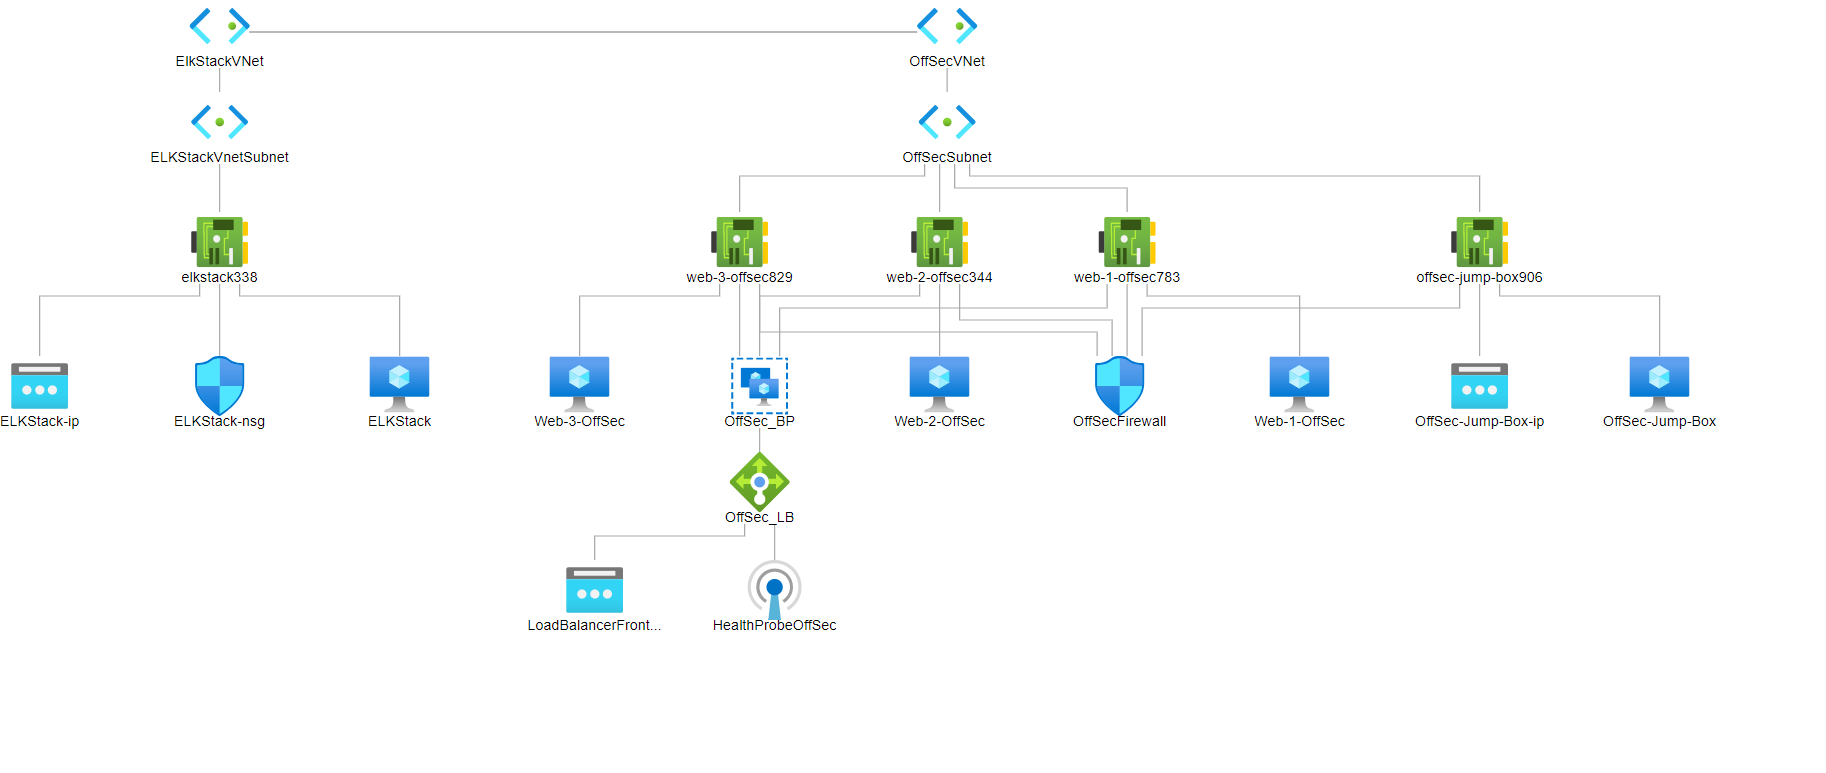 ElkStackVNet
OffSecVNet
ELKStackVnetSubnet
OffSecSubnet
elkstack338
web-3-offsec829
web-2-offsec344
web-1-offsec783
offsec-jump-box906
ELKStack-ip
ELKStack-nsg
ELKStack
Web-3-OffSec
OffSec_BP
Web-2-OffSec
OffSecFirewall
Web-1-OffSec
OffSec-Jump-Box-ip
OffSec-Jump-Box
OffSec_LB
LoadBalancerFront...
HealthProbeOffSec